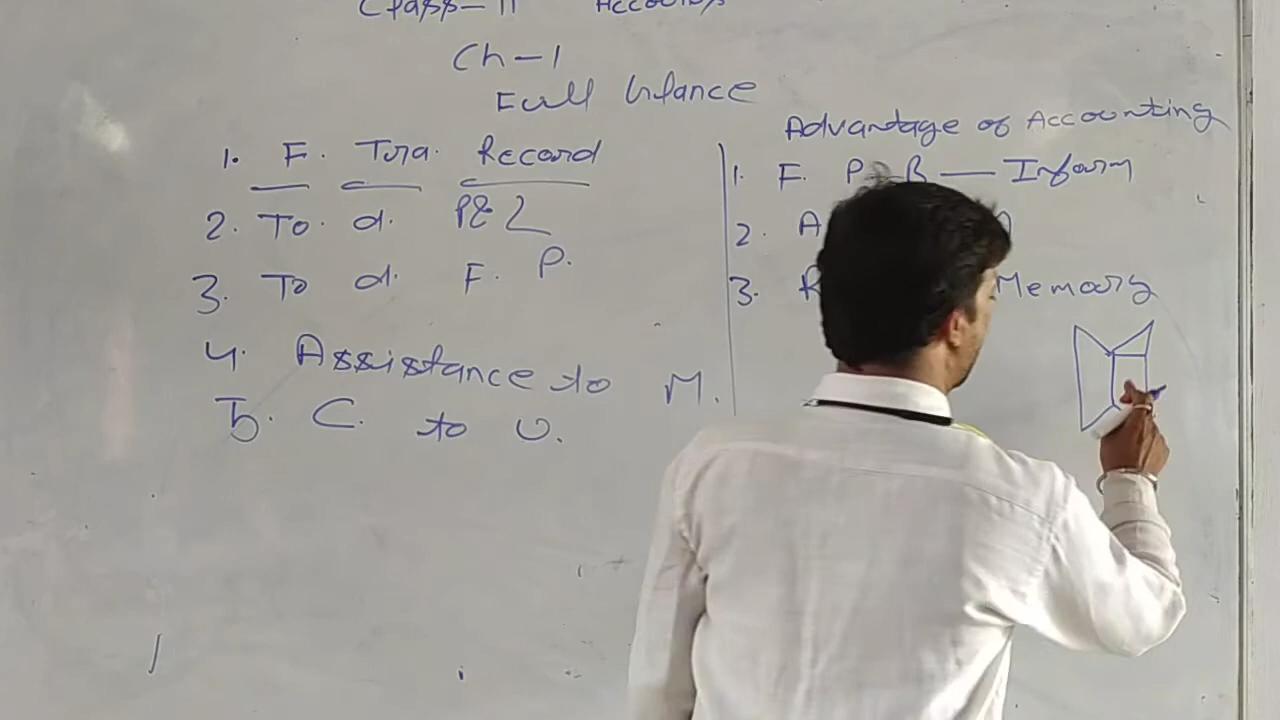 Class-11 Accounts
Ch-1
Full
1. F. Tra. Record
2. To d. P& L
3. To d. F. P.
4. Assistance to M.
5. C. to U.
Advantage of Accounting
1. F. P. B — Inform
2. A
3. R Memory